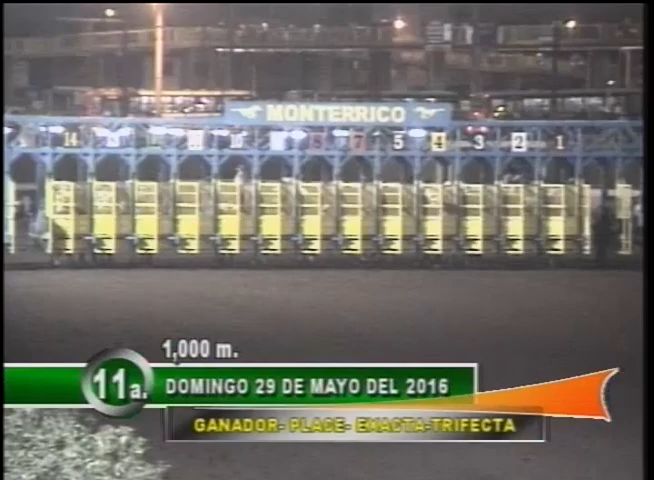 MONTERRICO
14 10 7 5 4 3 2 1
1,000 m.
11a.
DOMINGO 29 DE MAYO DEL 2016
GANADOR- PLACE- EXACTA-TRIFECTA